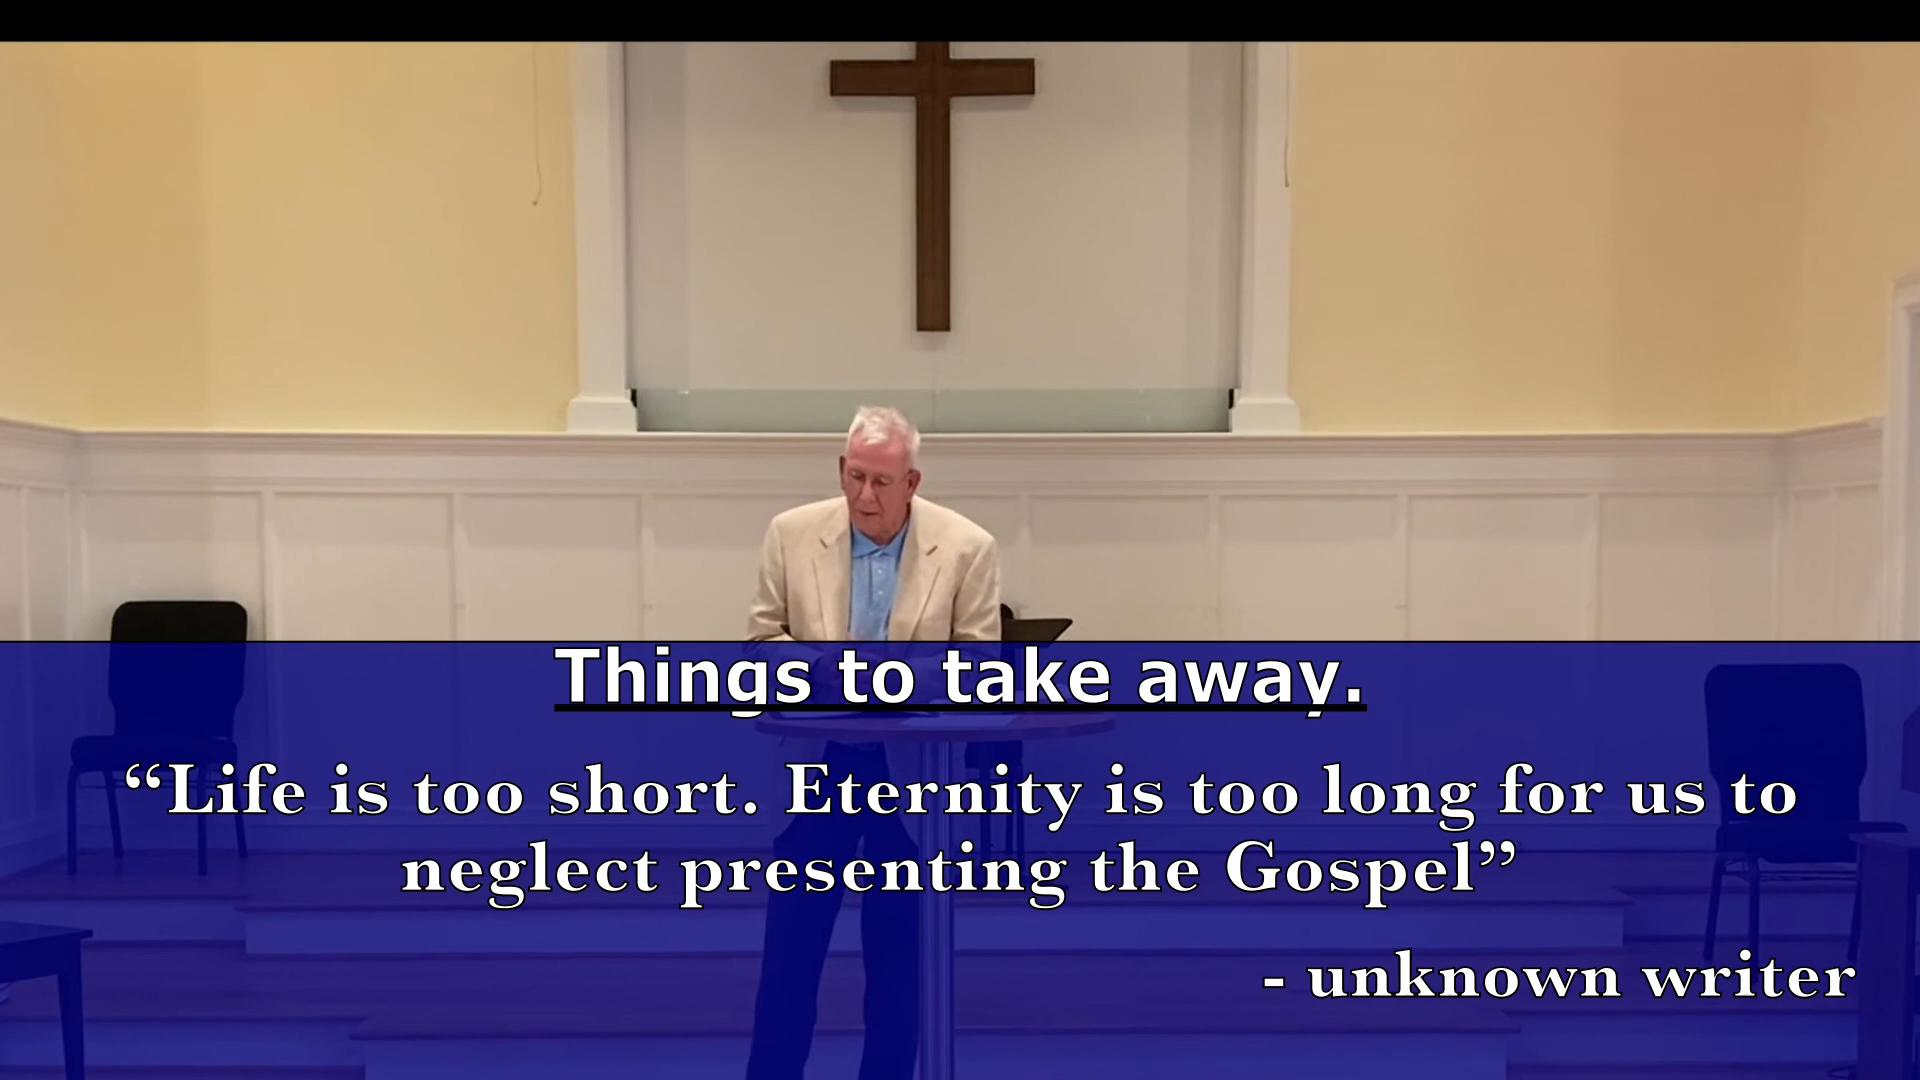 Things to take away.
“Life is too short. Eternity is too long for us to
neglect presenting the Gospel”
- unknown writer